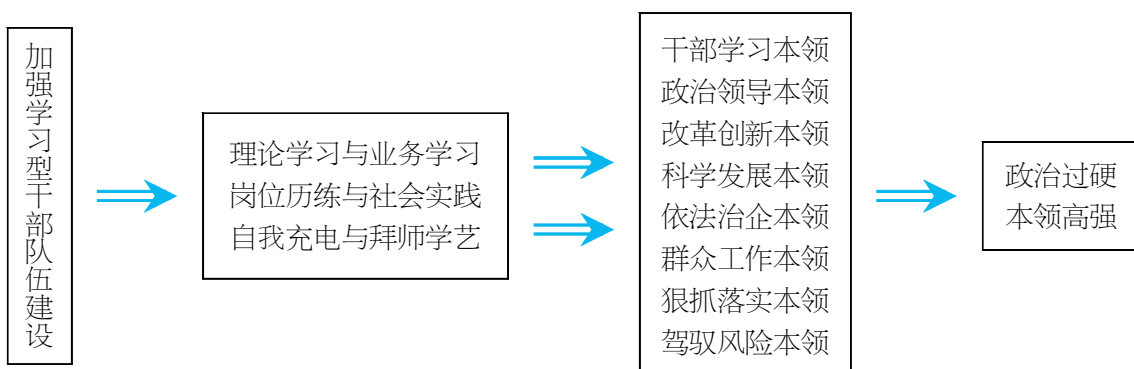 加强学习型干部队伍建设
理论学习与业务学习
岗位历练与社会实践
自我充电与拜师学艺
干部学习本领
政治领导本领
改革创新本领
科学发展本领
依法治企本领
群众工作本领
狠抓落实本领
驾驭风险本领
政治过硬
本领高强